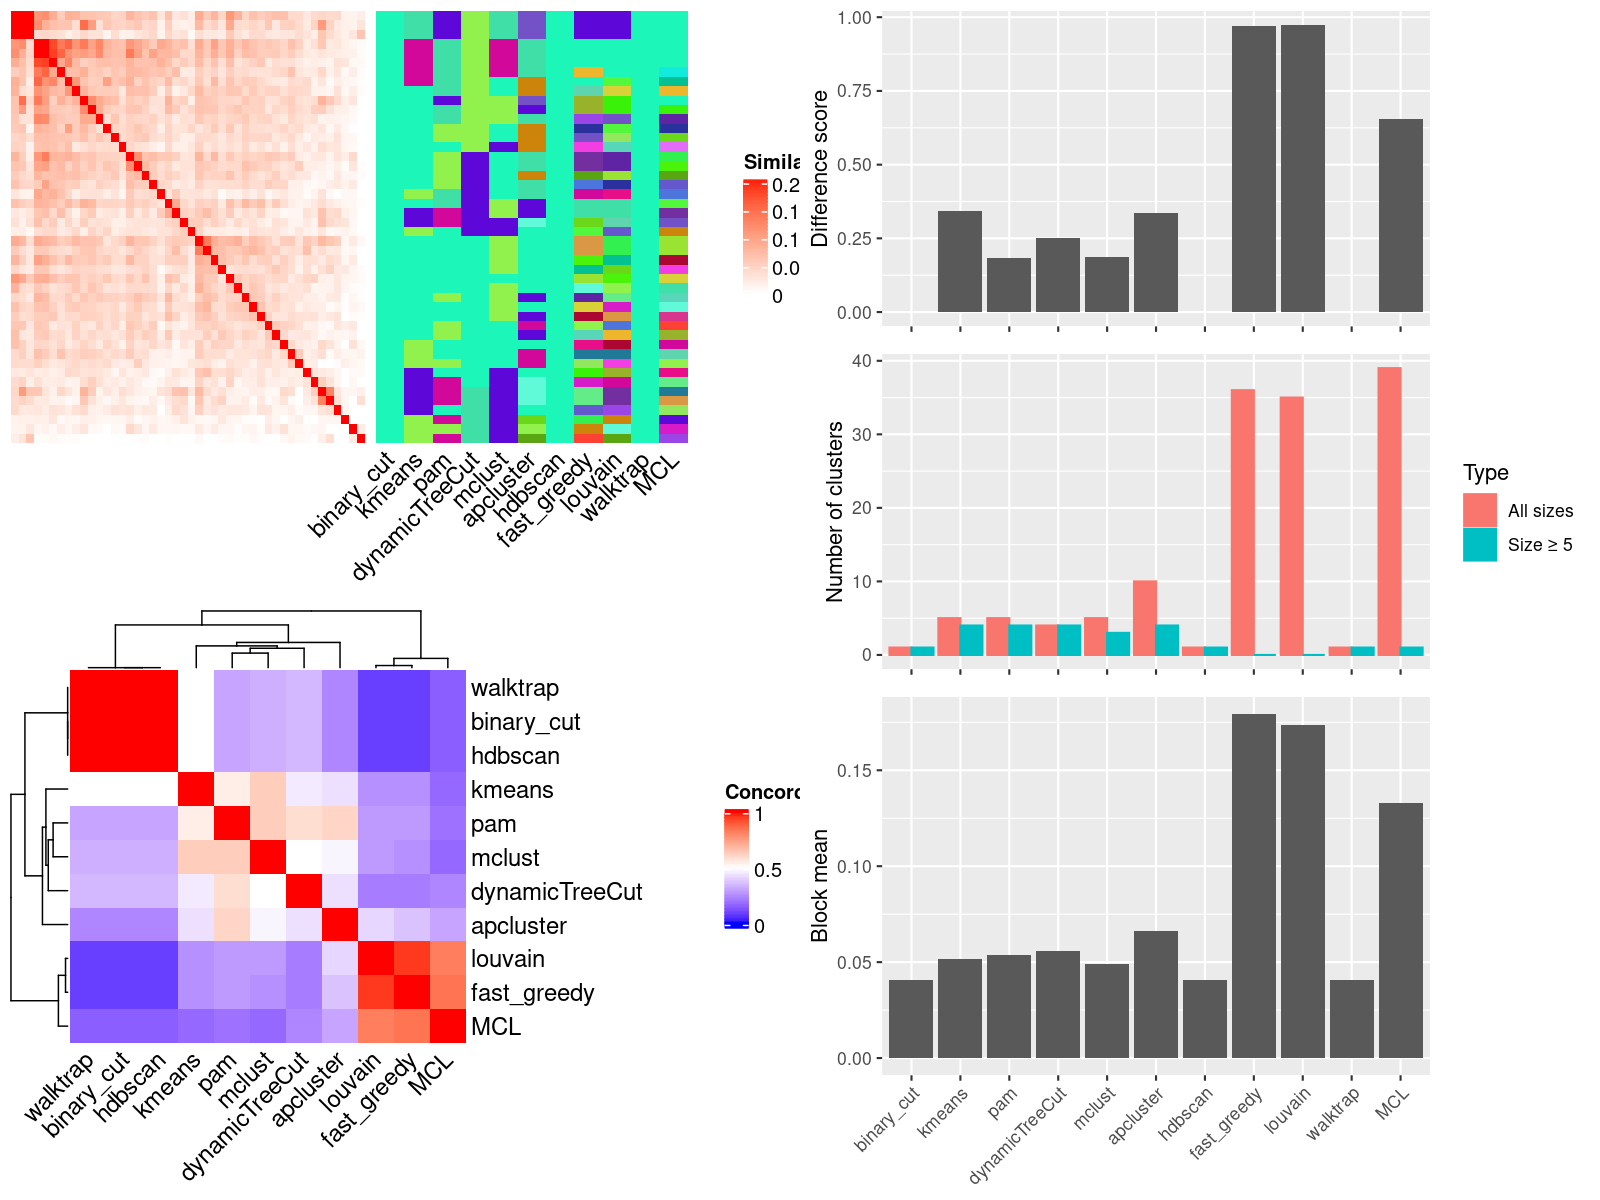 Simila
0.2
0.1
0.1
0.0
0
binary_cut
kmeans
pam
dynamicTreeCut
mclust
apcluster
hdbscan
fast_greedy
louvain
walktrap
MCL
walktrap
binary_cut
hdbscan
kmeans
pam
mclust
dynamicTreeCut
apcluster
louvain
fast_greedy
MCL
walktrap
binary_cut
hdbscan
kmeans
pam
mclust
dynamicTreeCut
apcluster
louvain
fast_greedy
MCL
Concord
1
0.5
0
Difference score
1.00
0.75
0.50
0.25
0.00
Number of clusters
40
30
20
10
0
Type
All sizes
Size ≥ 5
Block mean
0.15
0.10
0.05
0.00
binary_cut
kmeans
pam
dynamicTreeCut
mclust
apcluster
hdbscan
fast_greedy
louvain
walktrap
MCL